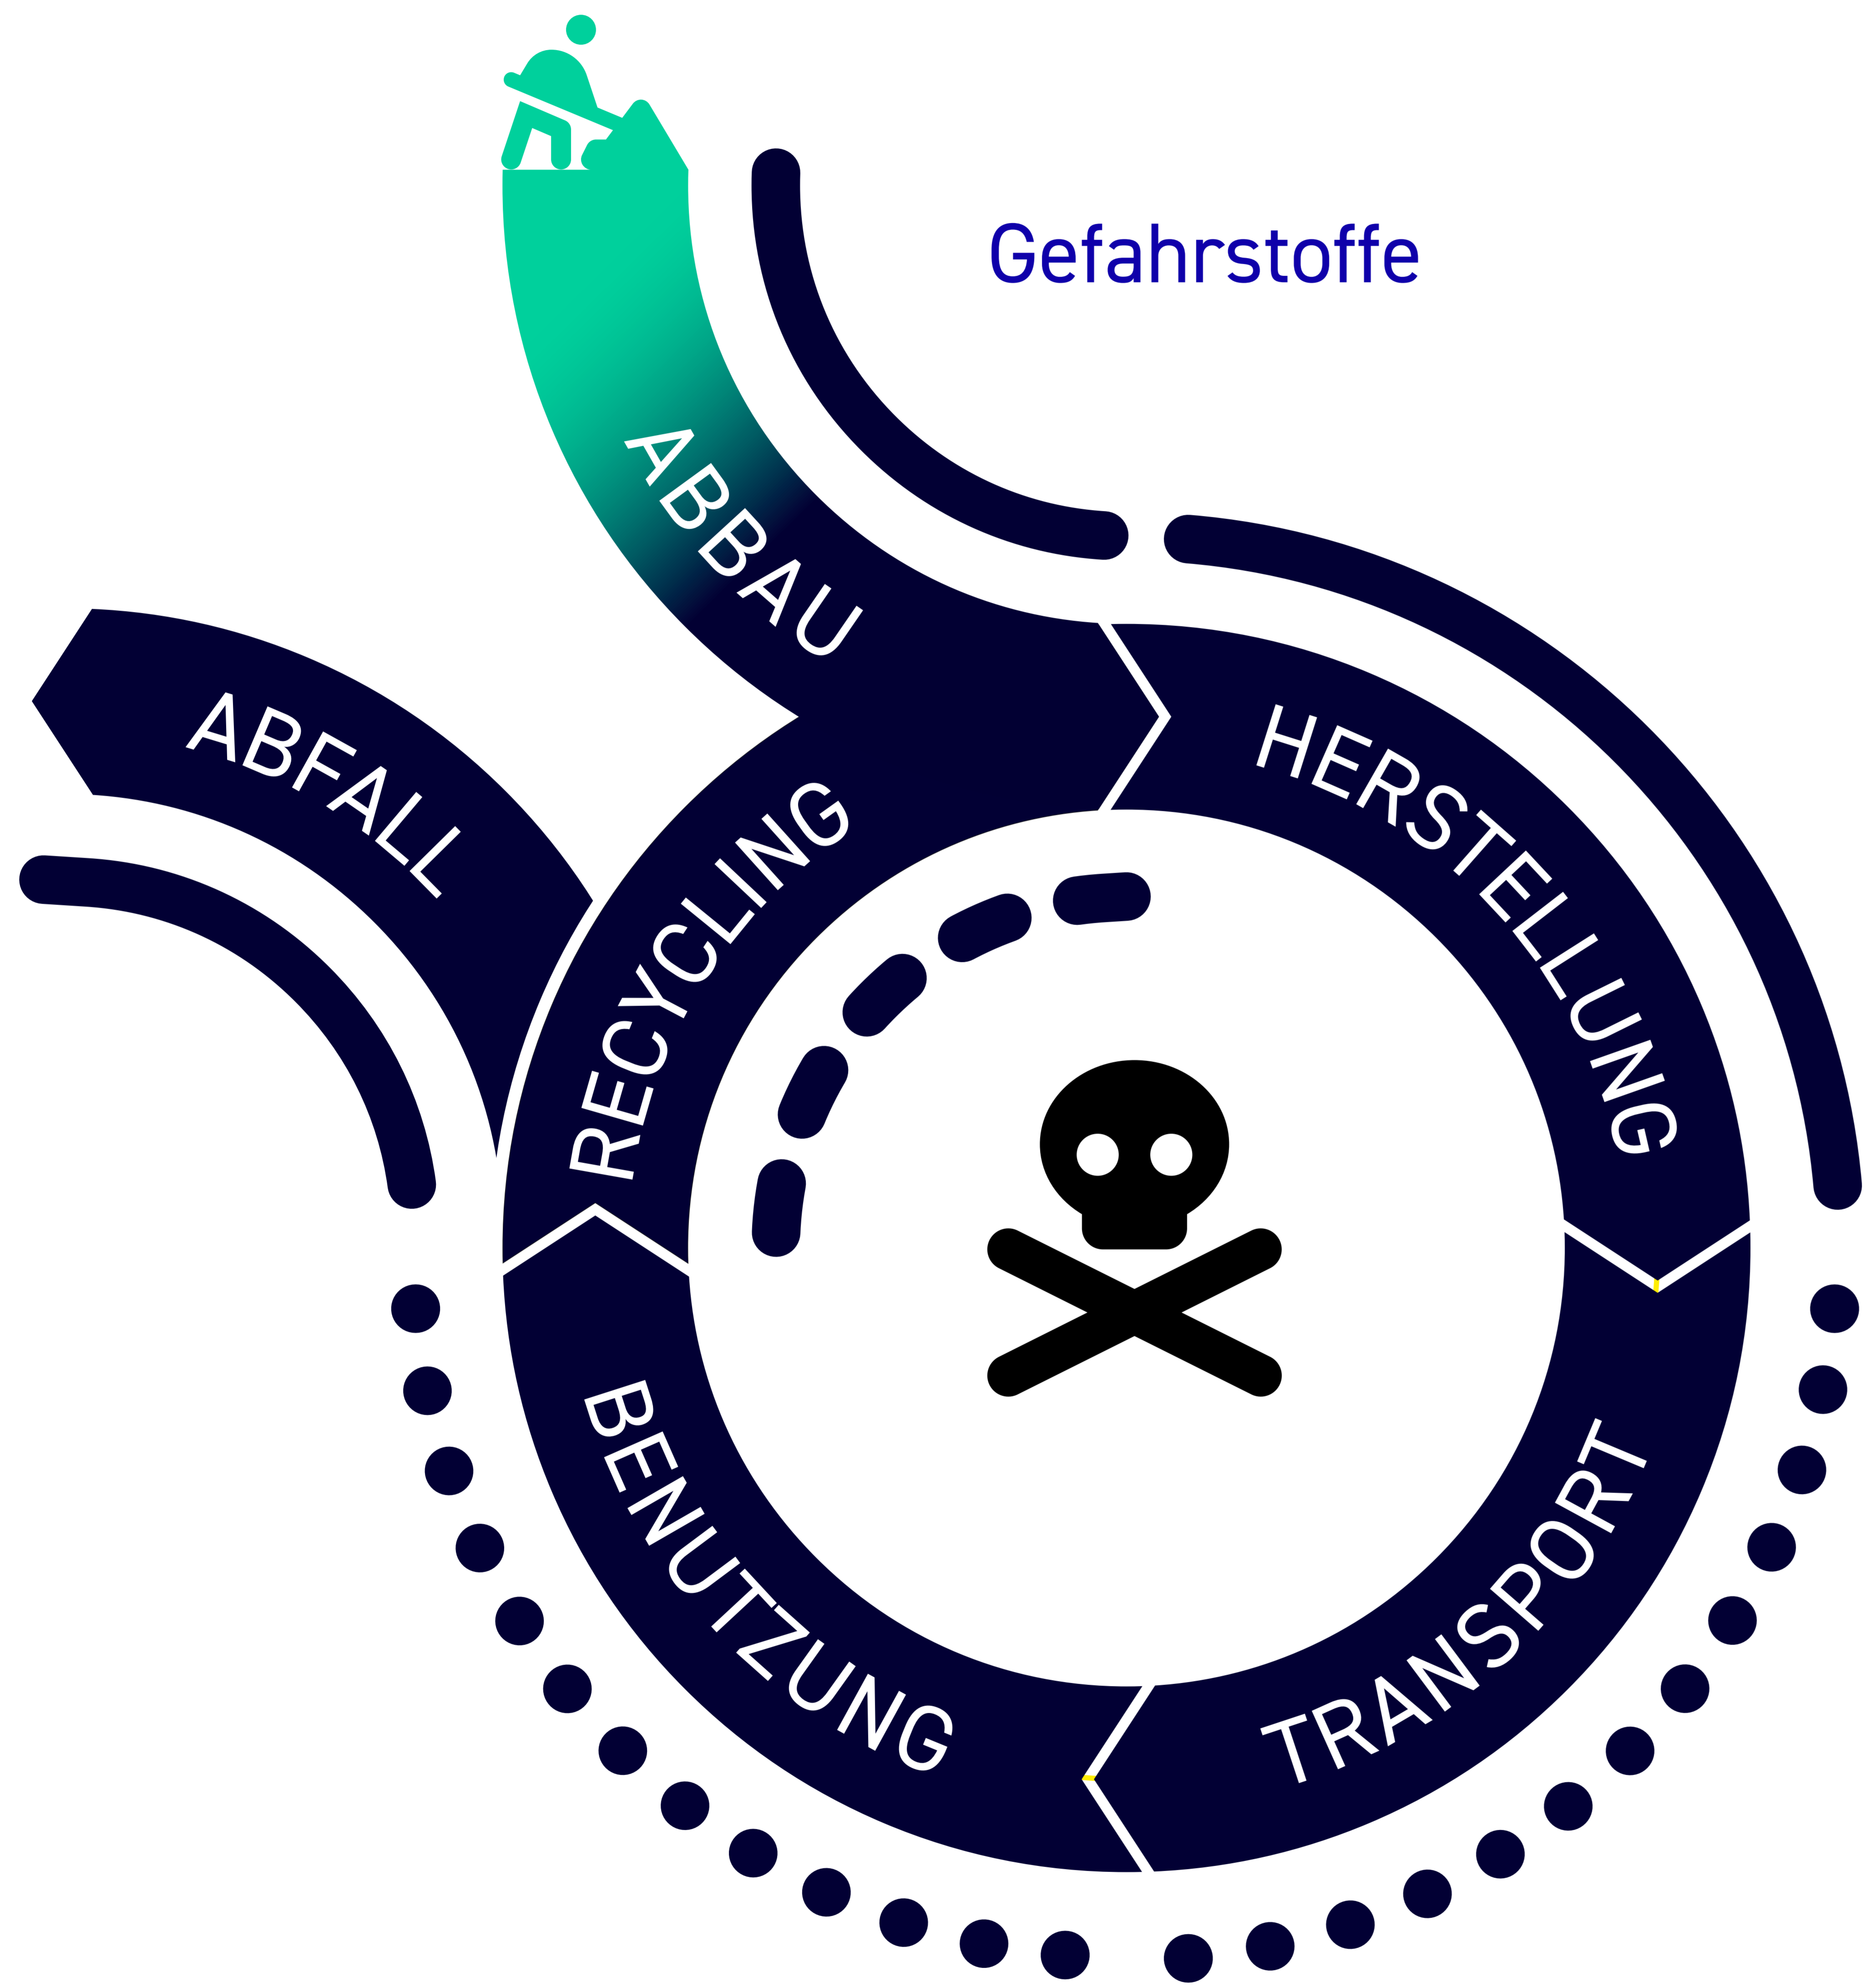 Gefahrstoffe
ABBAU
HERSTELLUNG
TRANSPORT
BENUTZUNG
RECYCLING
ABFALL